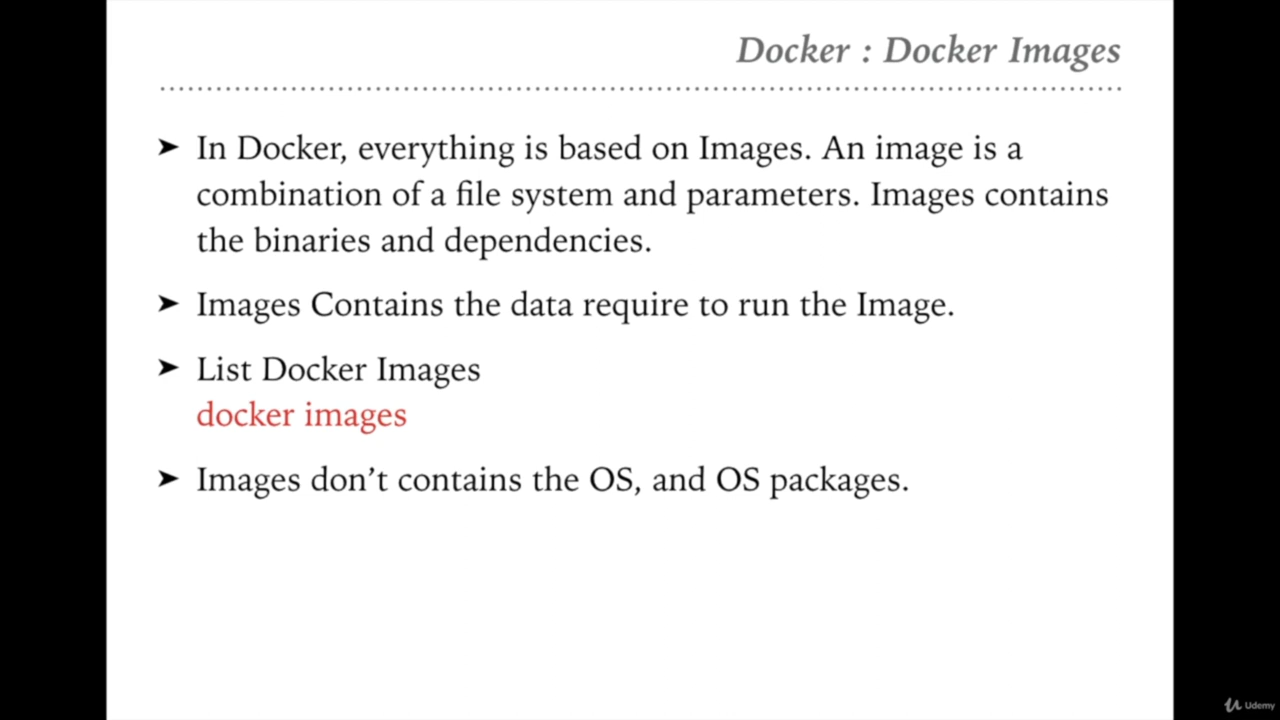 Docker : Docker Images
➤ In Docker, everything is based on Images. An image is a
combination of a file system and parameters. Images contains
the binaries and dependencies.
➤ Images Contains the data require to run the Image.
➤ List Docker Images
docker images
➤ Images don’t contains the OS, and OS packages.
Udemy